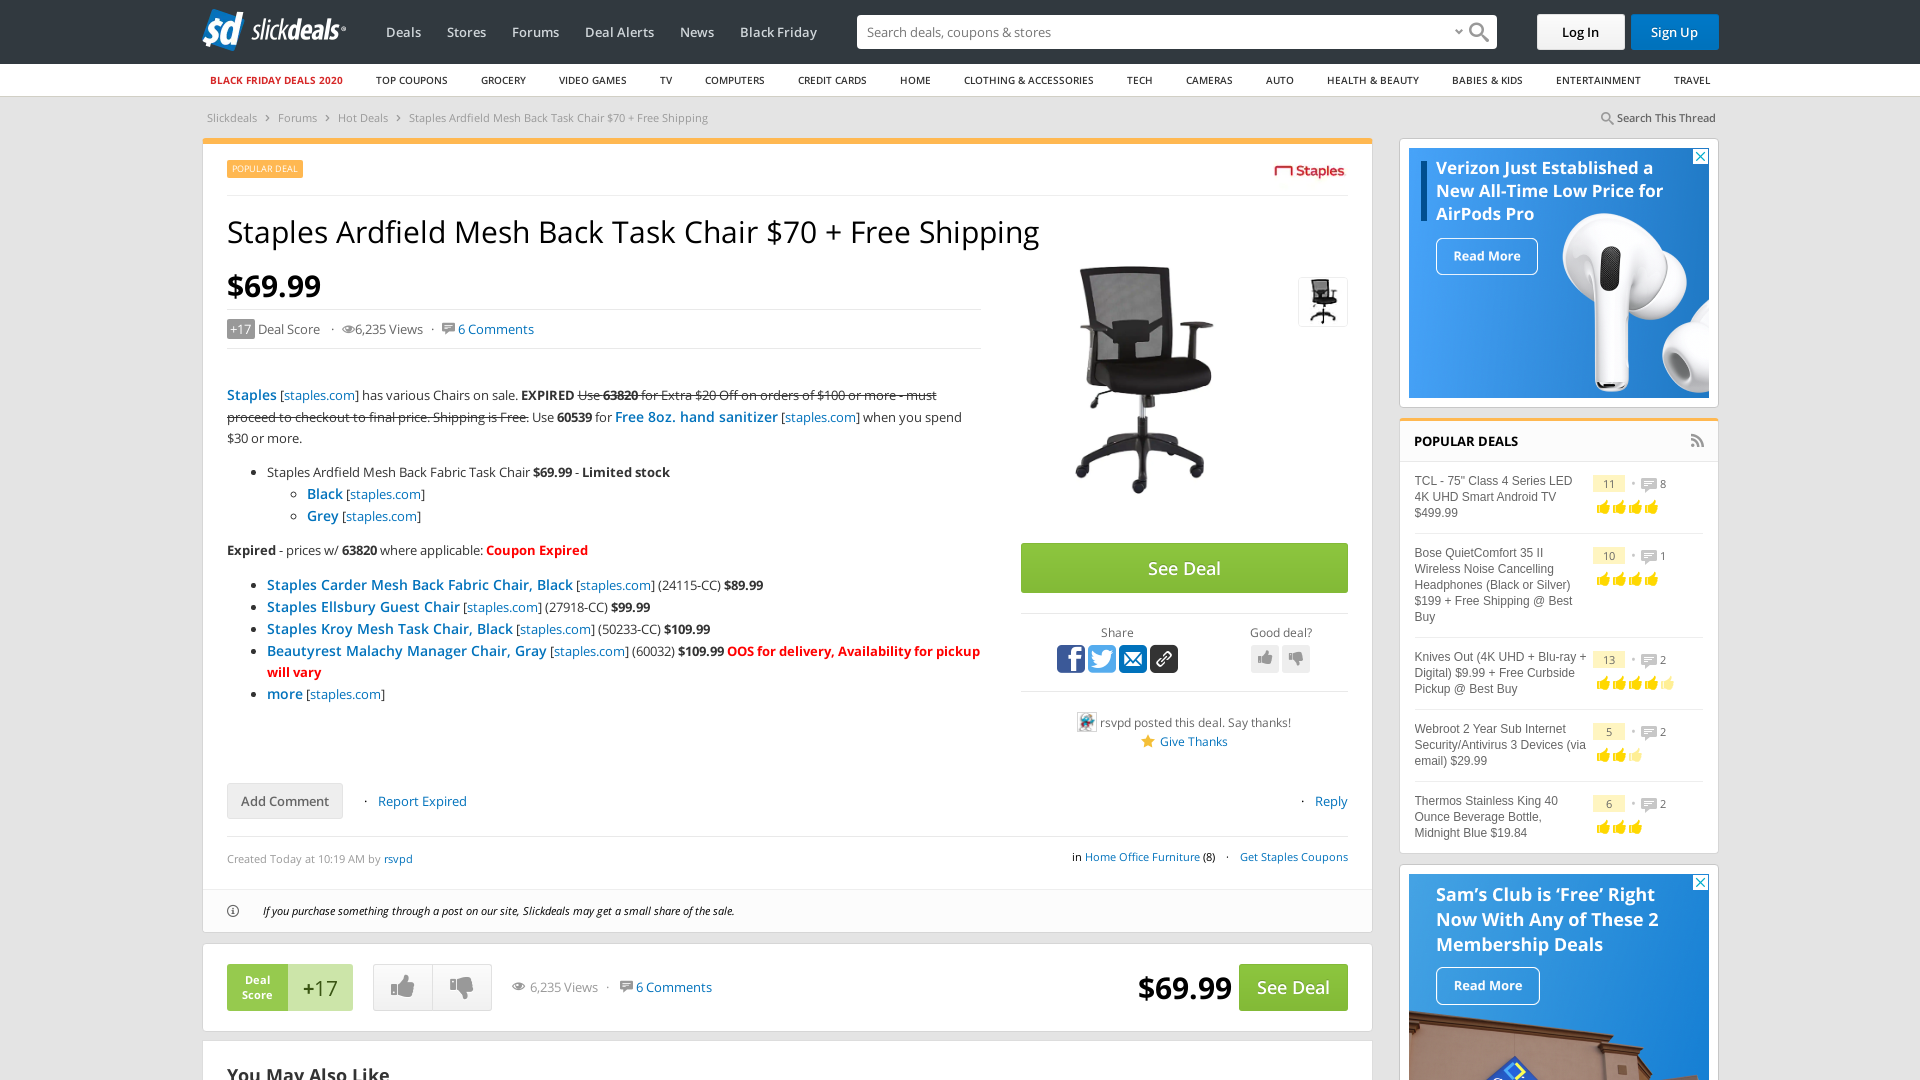 slickdeals
Deals Stores Forums Deal Alerts News Black Friday
Search deals, coupons & shopping
Log In Sign Up
BLACK FRIDAY DEALS 2020 TOP COUPONS GROCERY VIDEO GAMES TV COMPUTERS CREDIT CARDS HOME CLOTHING & ACCESSORIES TECH CAMERAS AUTO HEALTH & BEAUTY BABIES & KIDS ENTERTAINMENT TRAVEL
Slickdeals › Forums › Hot Deals › Staples Ardfield Mesh Back Task Chair $70 + Free Shipping
Search This Thread
POPULAR DEAL
Staples
Staples Ardfield Mesh Back Task Chair $70 + Free Shipping
$69.99
+17 Deal Score · 6,235 Views · 6 Comments
Staples [staples.com] has various Chairs on sale. EXPIRED Use 63820 for Extra $20 Off on orders of $100 or more - must
proceed to checkout to final price. Shipping is Free. Use 60539 for Free 8oz. hand sanitizer [staples.com] when you spend
$30 or more.
• Staples Ardfield Mesh Back Fabric Task Chair $69.99 - Limited stock
Black [staples.com]
Grey [staples.com]
Expired - prices w/ 63820 where applicable: Coupon Expired
• Staples Carder Mesh Back Fabric Chair, Black [staples.com] (24115-CC) $89.99
• Staples Ellsbury Guest Chair [staples.com] (27918-CC) $99.99
• Staples Kroy Mesh Task Chair, Black [staples.com] (50233-CC) $109.99
• Beautyrest Malachy Manager Chair, Gray [staples.com] (60032) $109.99 OOS for delivery, Availability for pickup
will vary
• more [staples.com]
See Deal
Share
Good deal?
rsvpd posted this deal. Say thanks!
Give Thanks
Add Comment · Report Expired
· Reply
Created Today at 10:19 AM by rsvpd
in Home Office Furniture (8) · Get Staples Coupons
If you purchase something through a post on our site, Slickdeals may get a small share of the sale.
Deal
Score
+17
6,235 Views · 6 Comments
$69.99 See Deal
You May Also Like
Verizon Just Established a
New All-Time Low Price for
AirPods Pro
Read More
POPULAR DEALS
TCL - 75" Class 4 Series LED
4K UHD Smart Android TV
$499.99
11 • 8
Bose QuietComfort 35 II
Wireless Noise Cancelling
Headphones (Black or Silver)
$199 + Free Shipping @ Best
Buy
10 • 1
Knives Out (4K UHD + Blu-ray +
Digital) $9.99 + Free Curbside
Pickup @ Best Buy
13 • 2
Webroot 2 Year Sub Internet
Security/Antivirus 3 Devices (via
email) $29.99
5 • 2
Thermos Stainless King 40
Ounce Beverage Bottle,
Midnight Blue $19.84
6 • 2
Sam's Club is 'Free' Right
Now With Any of These 2
Membership Deals
Read More